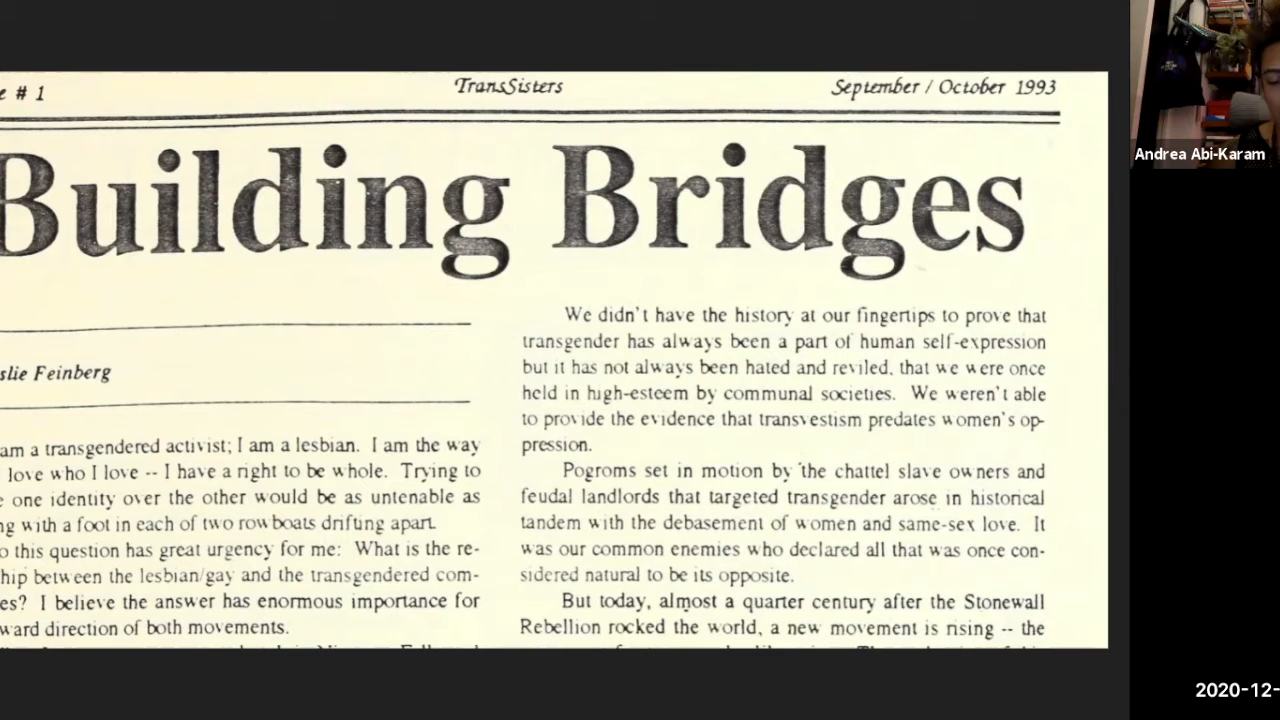 e # 1 TransSisters September / October 1993
Building Bridges
slie Feinberg
am a transgendered activist; I am a lesbian. I am the way
love who I love -- I have a right to be whole. Trying to
e one identity over the other would be as untenable as
ng with a foot in each of two rowboats drifting apart.
o this question has great urgency for me: What is the re-
hip between the lesbian/gay and the transgendered com-
es? I believe the answer has enormous importance for
ward direction of both movements.
We didn't have the history at our fingertips to prove that
transgender has always been a part of human self-expression
but it has not always been hated and reviled, that we were once
held in high-esteem by communal societies. We weren't able
to provide the evidence that transvestism predates women's op-
pression.
Pogroms set in motion by the chattel slave owners and
feudal landlords that targeted transgender arose in historical
tandem with the debasement of women and same-sex love. It
was our common enemies who declared all that was once con-
sidered natural to be its opposite.
But today, almost a quarter century after the Stonewall
Rebellion rocked the world, a new movement is rising -- the
Andrea Abi-Karam
2020-12-